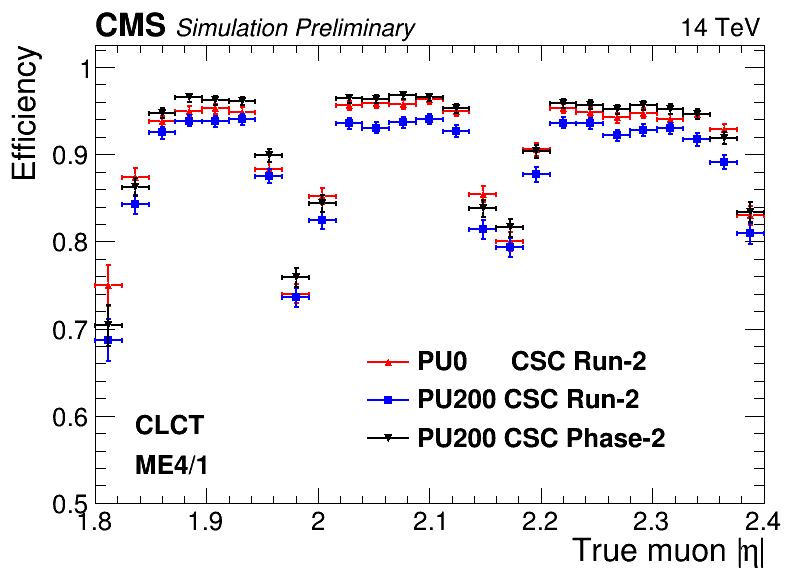 CMS Simulation Preliminary 14 TeV
Efficiency
1
0.9
0.8
0.7
0.6
0.5
PU0 CSC Run-2
PU200 CSC Run-2
PU200 CSC Phase-2
CLCT
ME4/1
1.8 1.9 2 2.1 2.2 2.3 2.4
True muon |η|